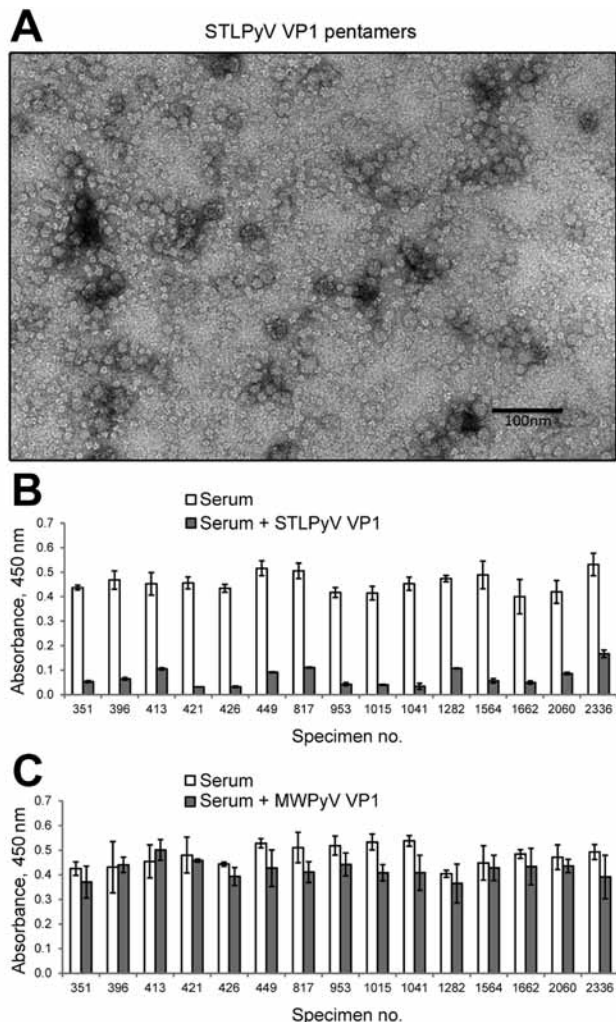 A
STLPyV VP1 pentamers
100nm
B
Serum
Serum + STLPyV VP1
Absorbance, 450 nm
0.7
0.6
0.5
0.4
0.3
0.2
0.1
0.0
351 396 413 421 426 449 817 953 1015 1041 1282 1564 1662 2060 2336
Specimen no.
C
Serum
Serum + MWPyV VP1
Absorbance, 450 nm
0.7
0.6
0.5
0.4
0.3
0.2
0.1
0.0
351 396 413 421 426 449 817 953 1015 1041 1282 1564 1662 2060 2336
Specimen no.